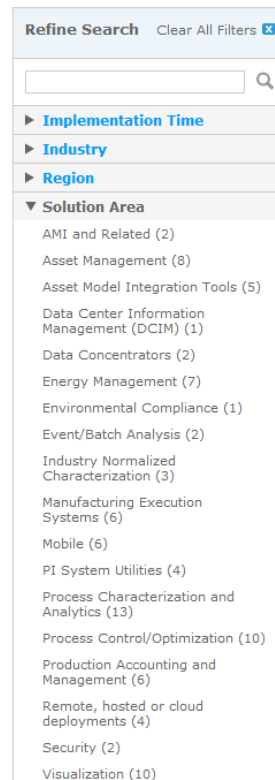 Refine Search Clear All Filters x
Implementation Time
Industry
Region
Solution Area
AMI and Related (2)
Asset Management (8)
Asset Model Integration Tools (5)
Data Center Information
Management (DCIM) (1)
Data Concentrators (2)
Energy Management (7)
Environmental Compliance (1)
Event/Batch Analysis (2)
Industry Normalized
Characterization (3)
Manufacturing Execution
Systems (6)
Mobile (6)
PI System Utilities (4)
Process Characterization and
Analytics (13)
Process Control/Optimization (10)
Production Accounting and
Management (6)
Remote, hosted or cloud
deployments (4)
Security (2)
Visualization (10)